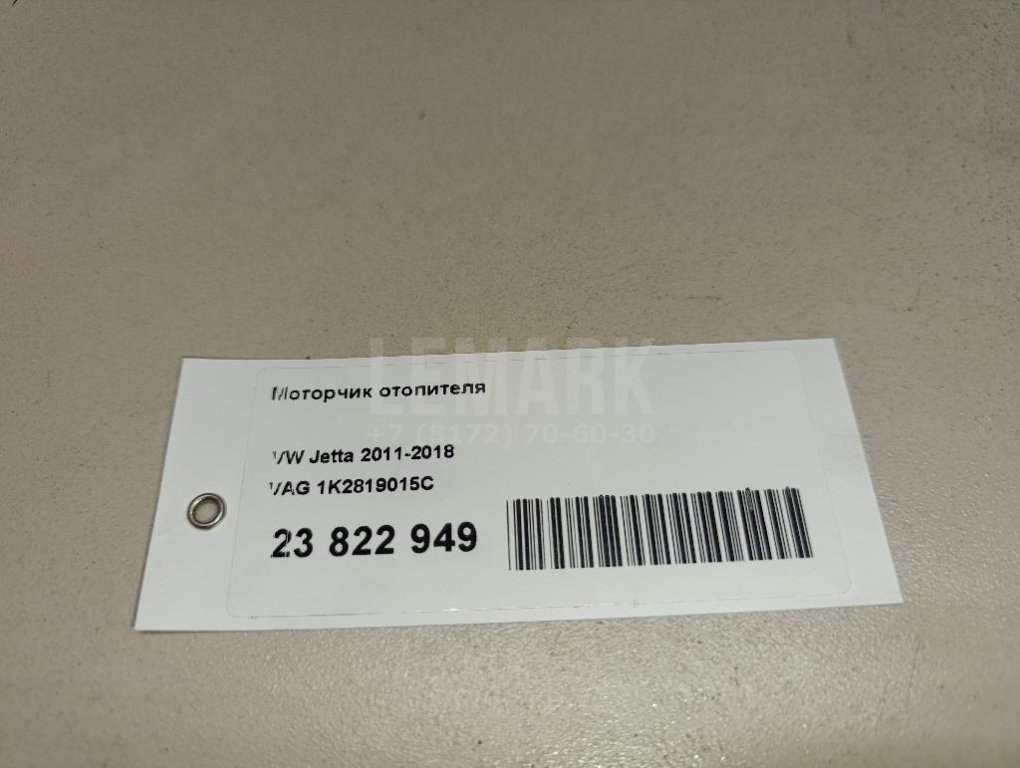 LEMARK
+7 (8172) 70-60-30
Моторчик отопителя
VW Jetta 2011-2018
VAG 1K2819015C
23 822 949